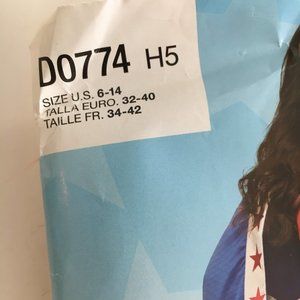 D0774 H5
SIZE U.S. 6-14
TALLA EURO. 32-40
TAILLE FR. 34-42